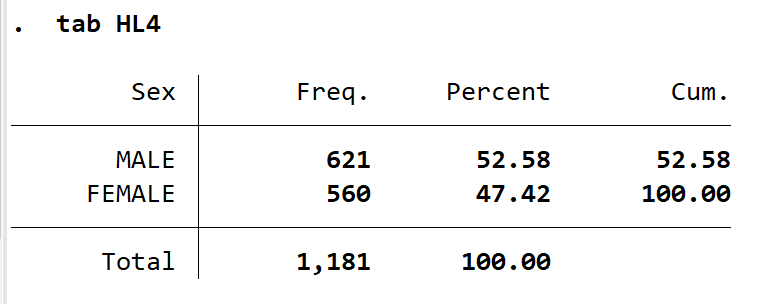 . tab HL4
Sex Freq. Percent Cum.
MALE 621 52.58 52.58
FEMALE 560 47.42 100.00
Total 1,181 100.00